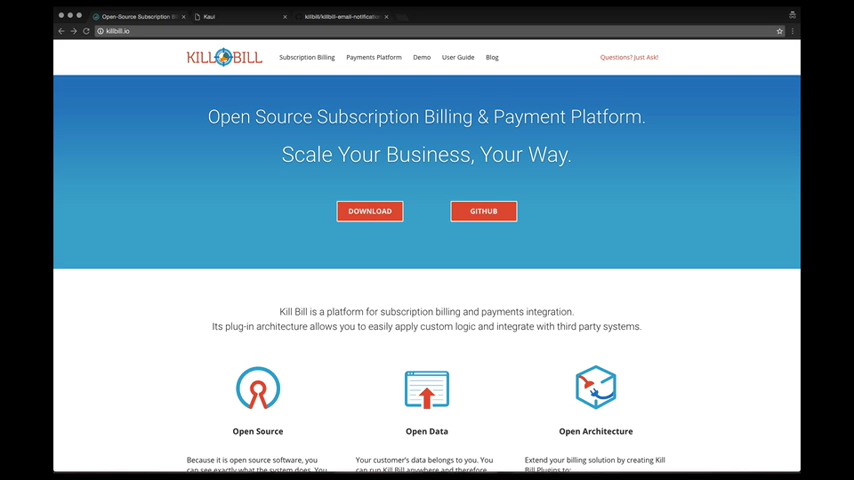 Open-Source Subscription Bil
Kaui
killbill/killbill-email-notification
killbill.io
KILL BILL
Subscription Billing
Payments Platform
Demo
User Guide
Blog
Questions? Just Ask!
Open Source Subscription Billing & Payment Platform.
Scale Your Business, Your Way.
DOWNLOAD
GITHUB
Kill Bill is a platform for subscription billing and payments integration.
Its plug-in architecture allows you to easily apply custom logic and integrate with third party systems.
Open Source
Open Data
Open Architecture
Because it is open source software, you
can see exactly what the system does. You
Your customer's data belongs to you. You
can run Kill Bill anywhere and therefore
Extend your billing solution by creating Kill
Bill Plugins to: